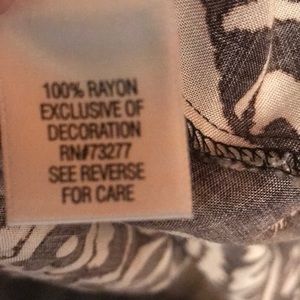 100% RAYON
EXCLUSIVE OF
DECORATION
RN#73277
SEE REVERSE
FOR CARE